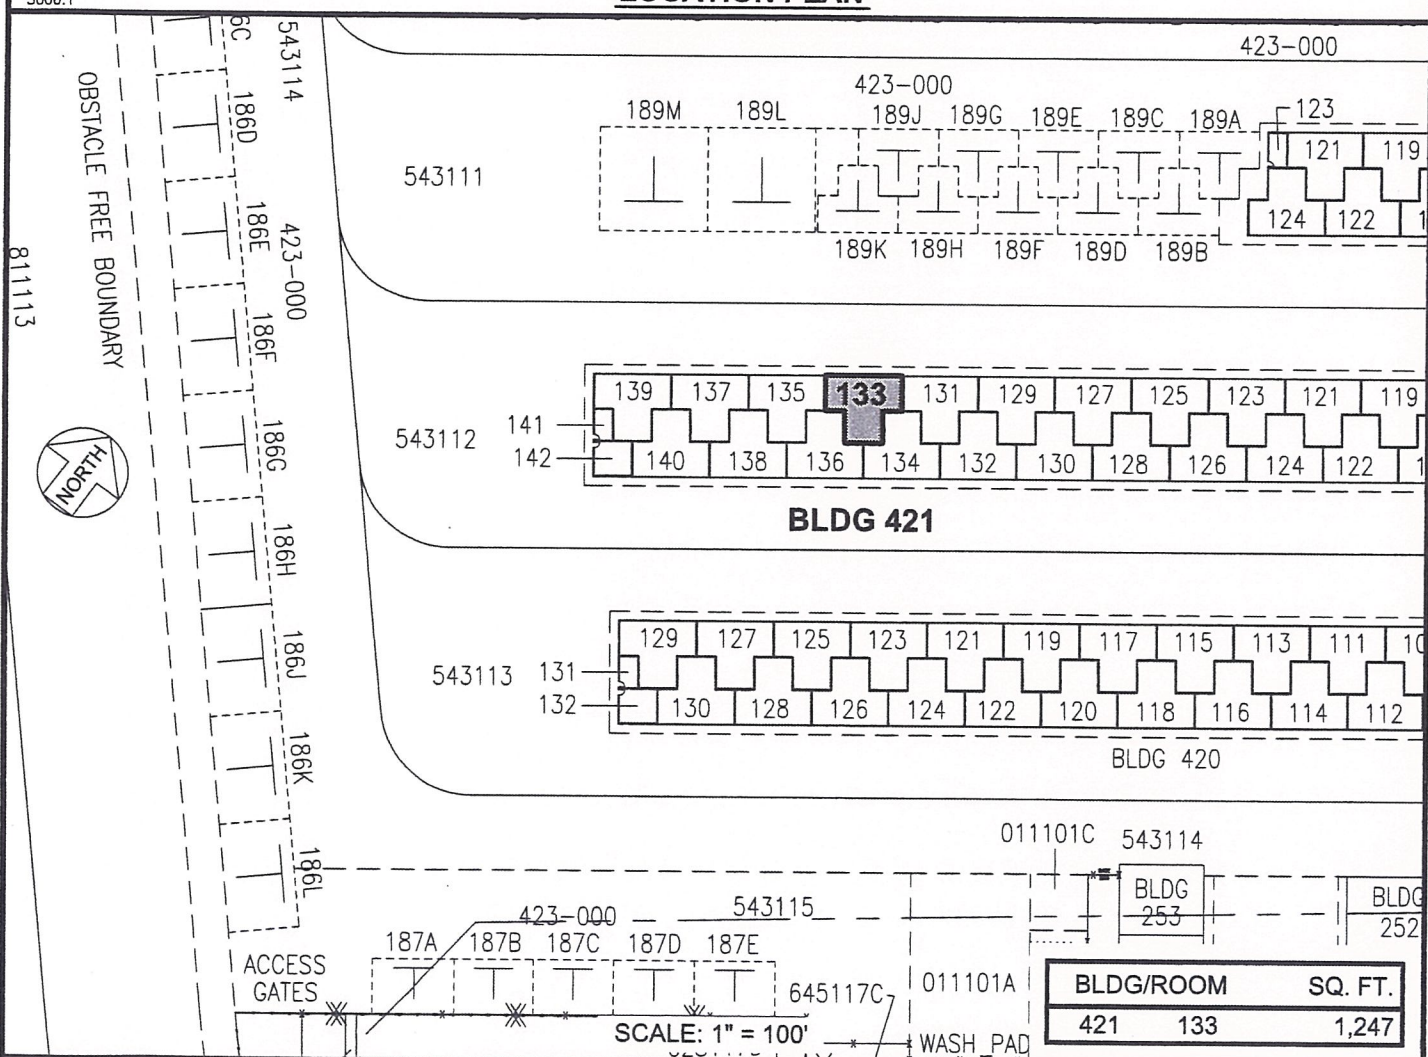 LOCATION PLAN
423-000
543114
186C
186D
186E
186F
186G
186H
186J
186K
186L
423-000
OBSTACLE FREE BOUNDARY
811113
NORTH
423-000
189M 189L 189J 189G 189E 189C 189A 123
543111
121 119
124 122
189K 189H 189F 189D 189B
139 137 135 133 131 129 127 125 123 121 119
543112 141
142 140 138 136 134 132 130 128 126 124 122
BLDG 421
129 127 125 123 121 119 117 115 113 111
543113 131
132 130 128 126 124 122 120 118 116 114 112
BLDG 420
011101C 543114
BLDG
253
BLDG
252
423-000 543115
187A 187B 187C 187D 187E
ACCESS
GATES
645117C 011101A
WASH PAD
SCALE: 1" = 100'
BLDG/ROOM SQ. FT.
421 133 1,247